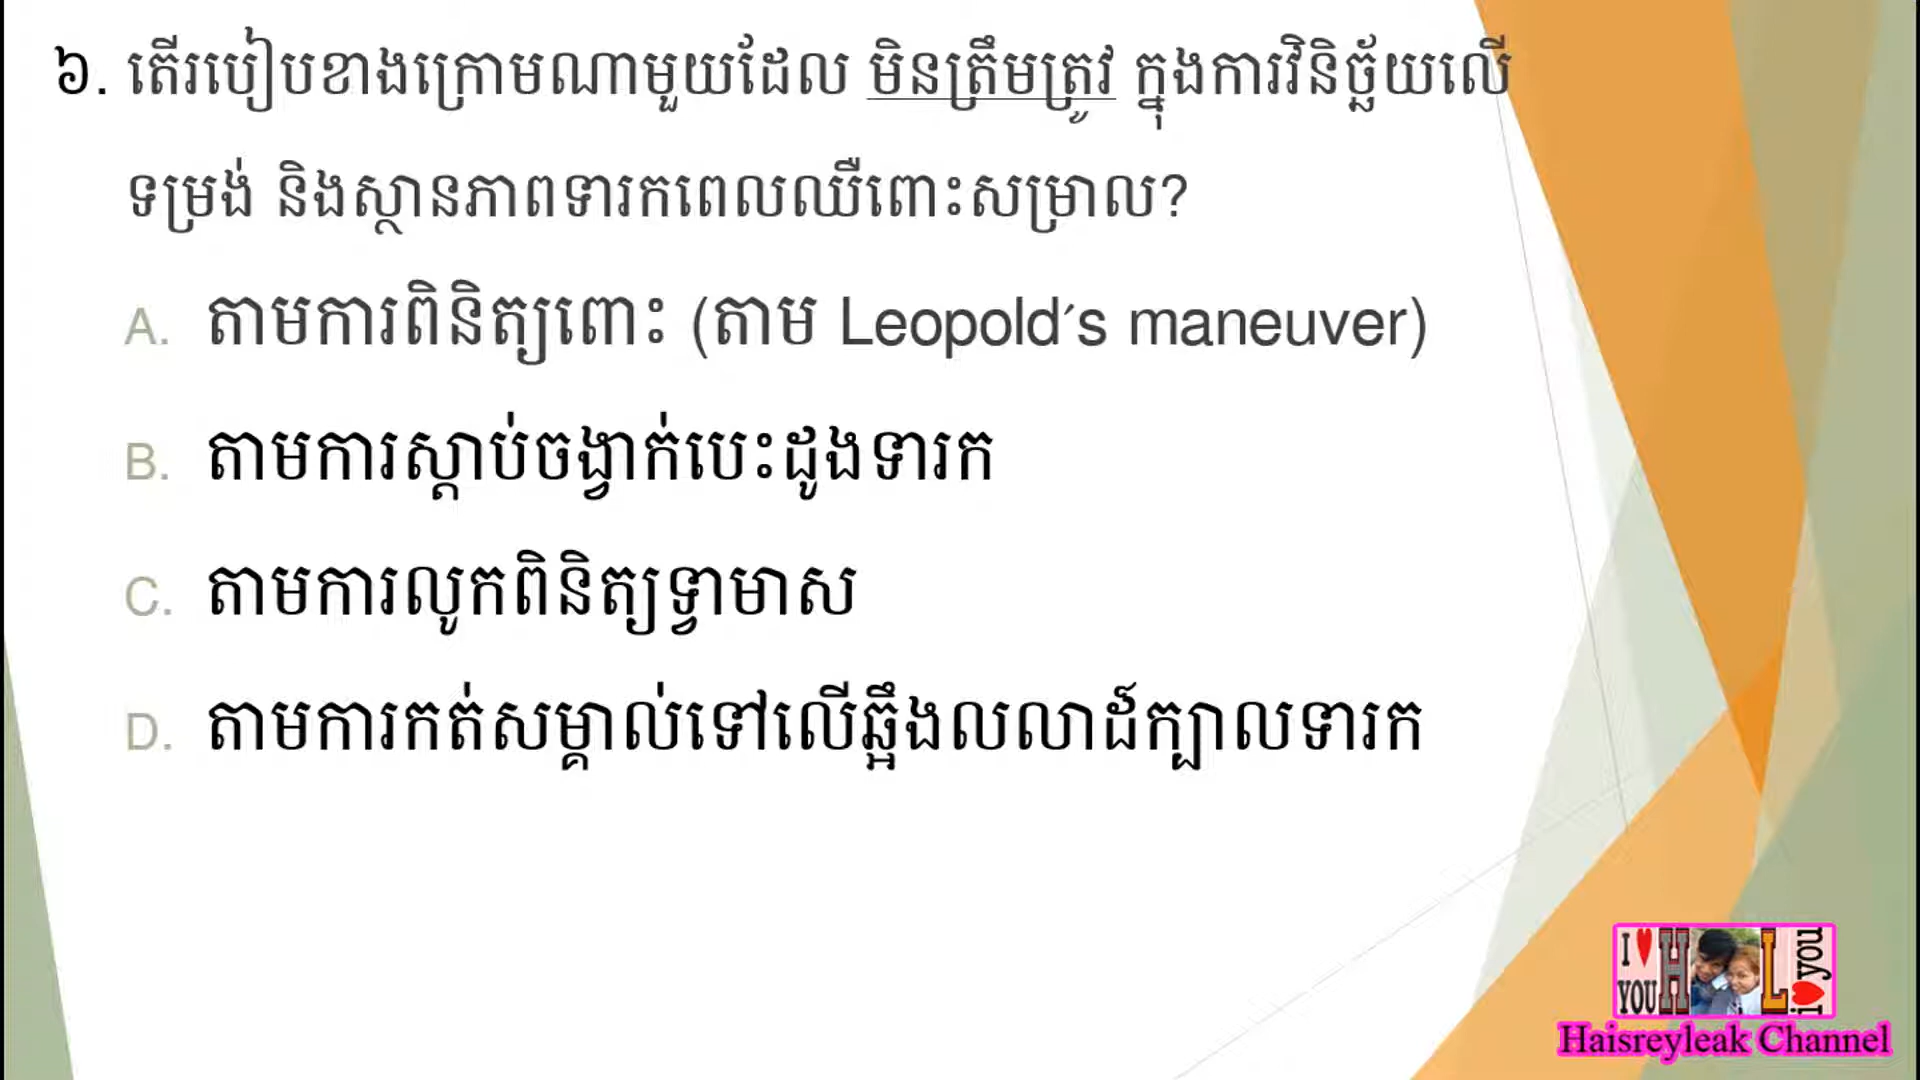 ៦. តើរបៀបខាងក្រោមណាមួយដែល មិនត្រឹមត្រូវ ក្នុងការវិនិច្ឆ័យលើ
ទម្រង់ និងស្ថានភាពទារកពេលឈឺពោះសម្រាល?
A. តាមការពិនិត្យពោះ (តាម Leopold´s maneuver)
B. តាមការស្តាប់ចង្វាក់បេះដូងទារក
C. តាមការលូកពិនិត្យទ្វាមាស
D. តាមការកត់សម្គាល់ទៅលើឆ្អឹងលលាដ៍ក្បាលទារក
I ♥ YOU H L i ♥ you
Haisreyleak Channel